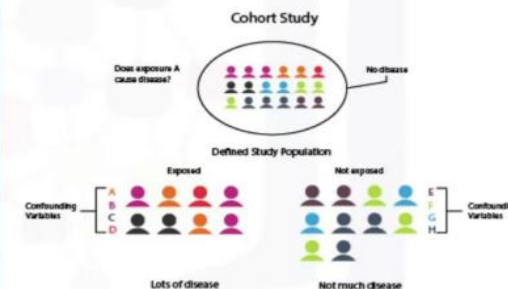 Cohort Study
Does exposure A
cause disease?
No disease
Defined Study Population
Exposed
Not exposed
Confounding
Variables
A
B
C
D
E
F
G
H
Confoundi
Variables
Lots of disease
Not much disease